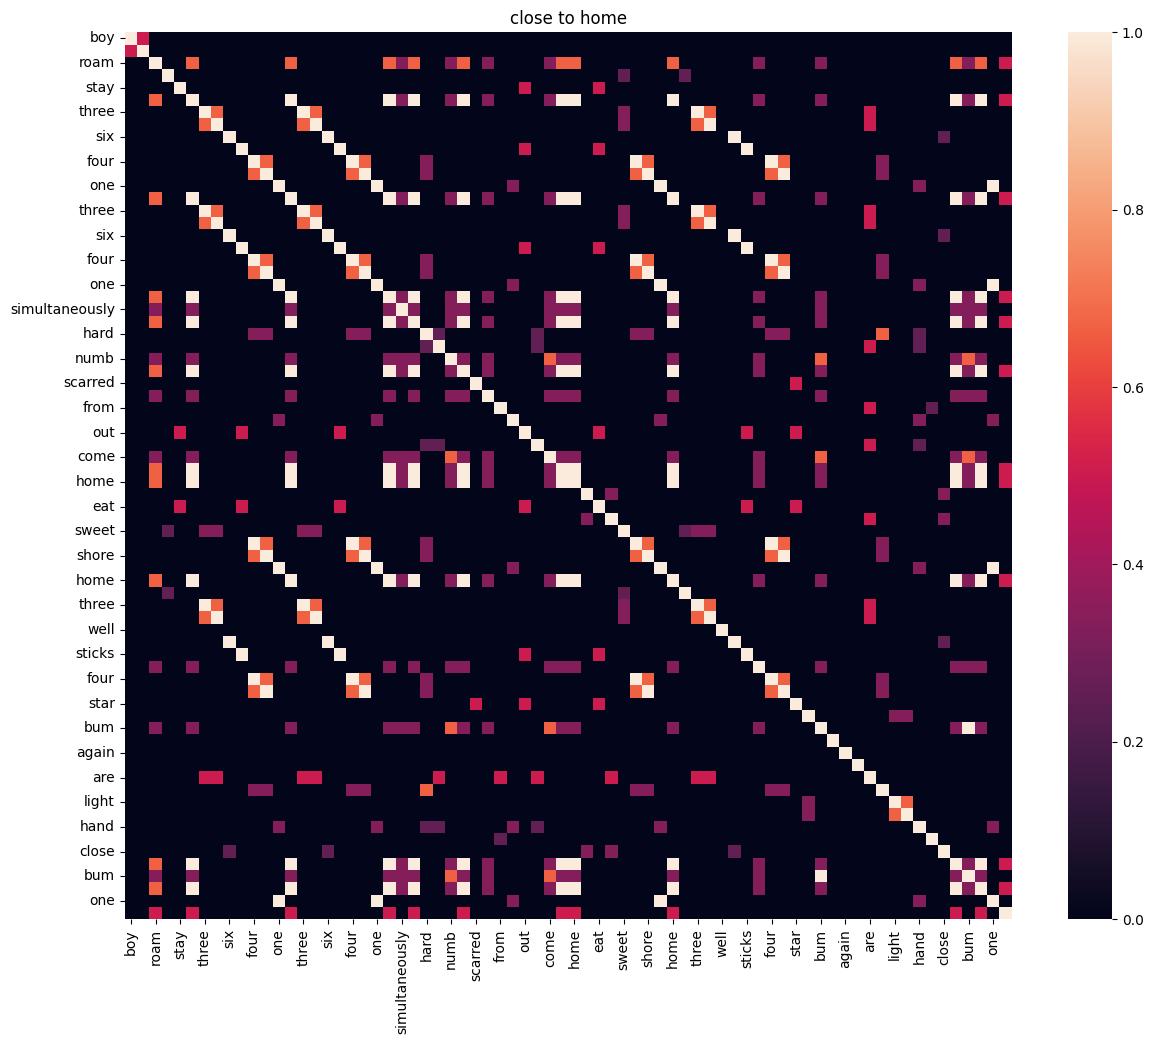 close to home
boy
roam
stay
three
six
four
one
three
six
four
one
simultaneously
hard
numb
scarred
from
out
come
home
eat
sweet
shore
home
three
well
sticks
four
star
bum
again
are
light
hand
close
bum
one
boy
roam
stay
three
six
four
one
three
six
four
one
simultaneously
hard
numb
scarred
from
out
come
home
eat
sweet
shore
home
three
well
sticks
four
star
bum
again
are
light
hand
close
bum
one
1.0
0.8
0.6
0.4
0.2
0.0